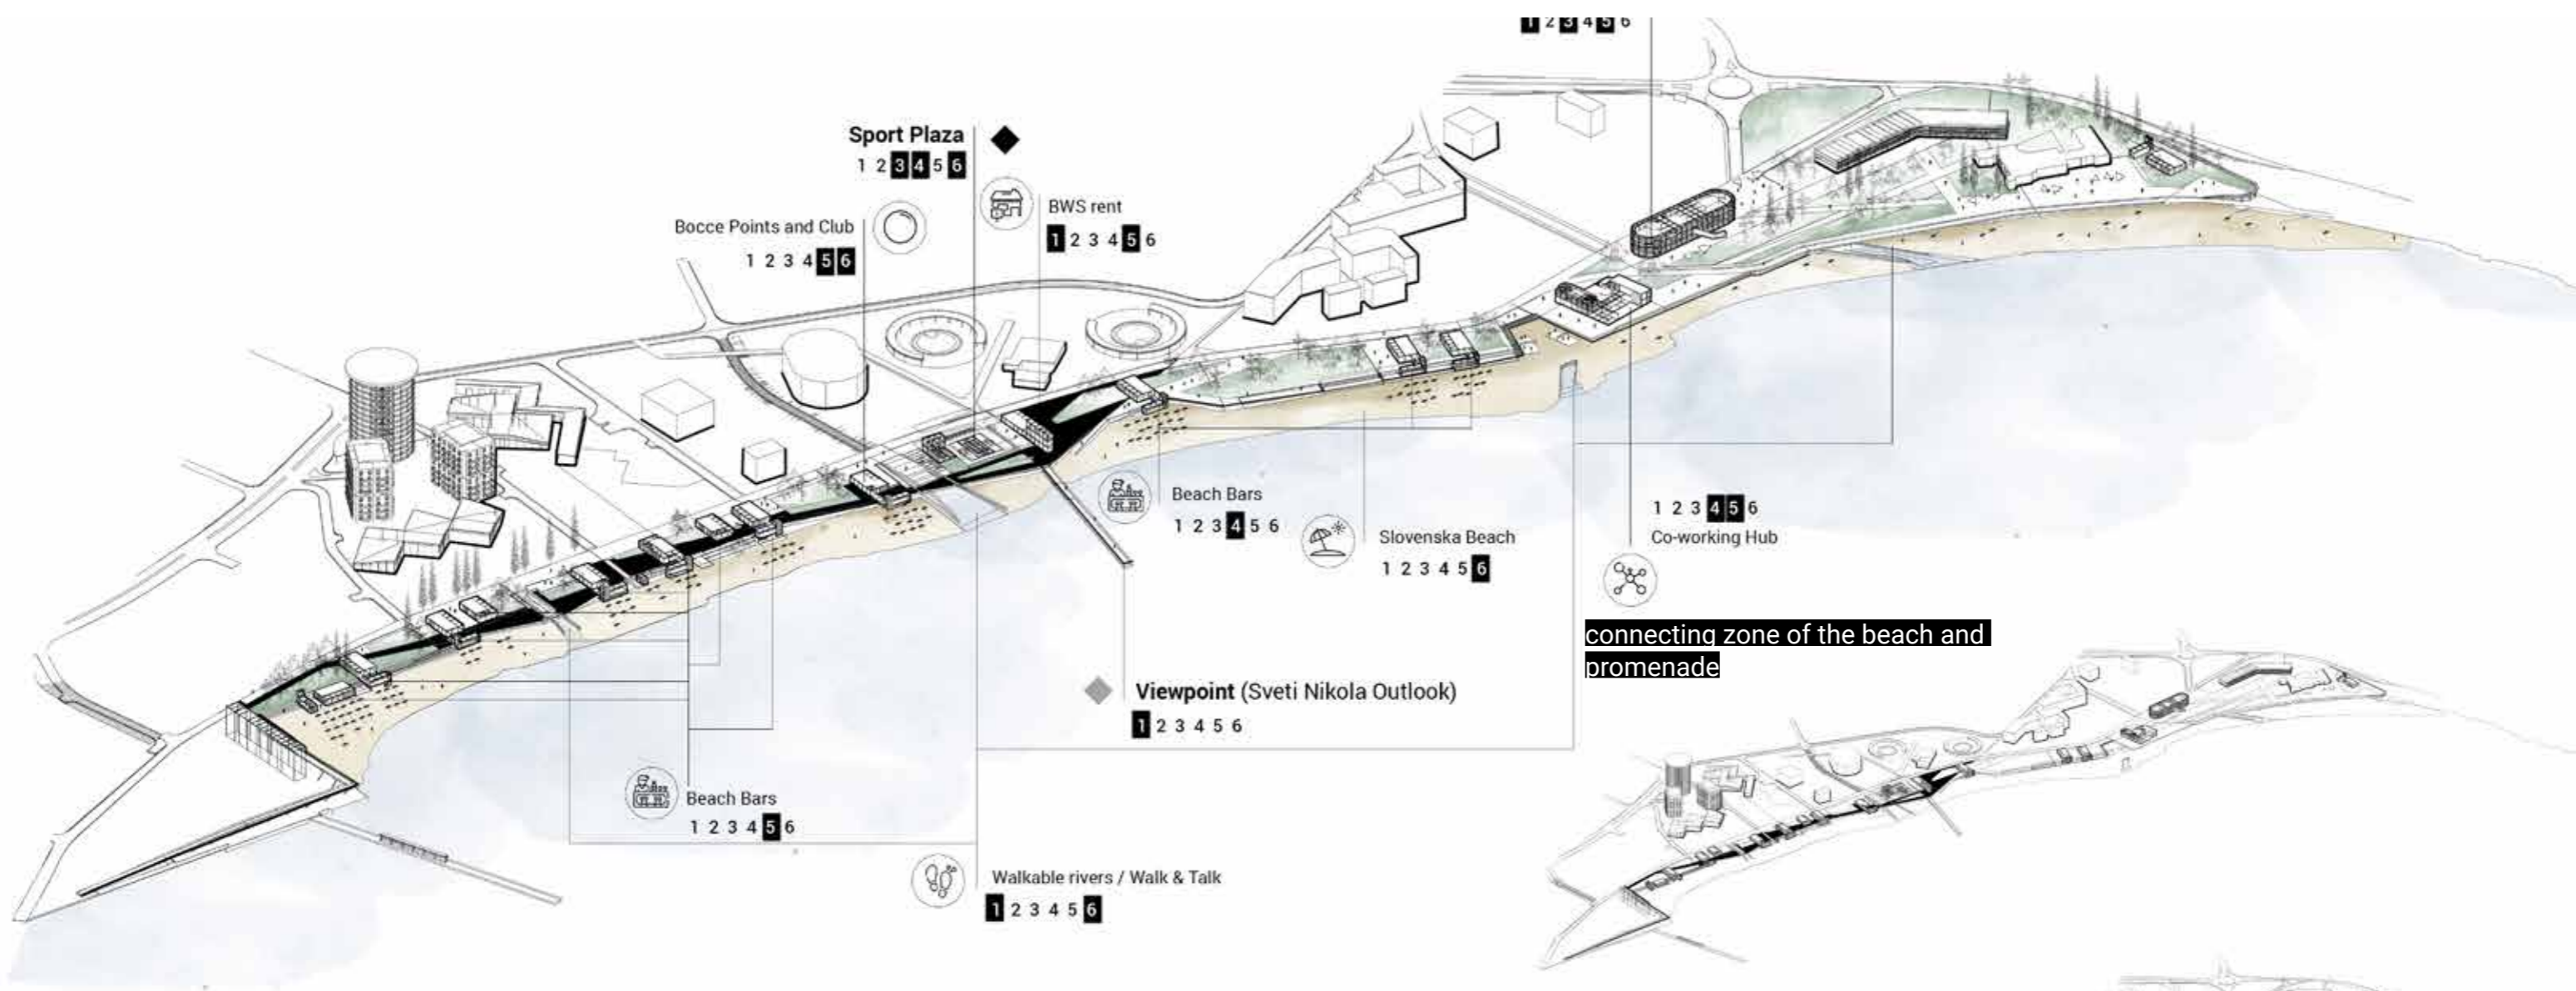 1 2 3 4 5 6
Sport Plaza
1 2 3 4 5 6
BWS rent
1 2 3 4 5 6
Bocce Points and Club
1 2 3 4 5 6
Beach Bars
1 2 3 4 5 6
Slovenska Beach
1 2 3 4 5 6
1 2 3 4 5 6
Co-working Hub
connecting zone of the beach and
promenade
Viewpoint (Sveti Nikola Outlook)
1 2 3 4 5 6
Beach Bars
1 2 3 4 5 6
Walkable rivers / Walk & Talk
1 2 3 4 5 6